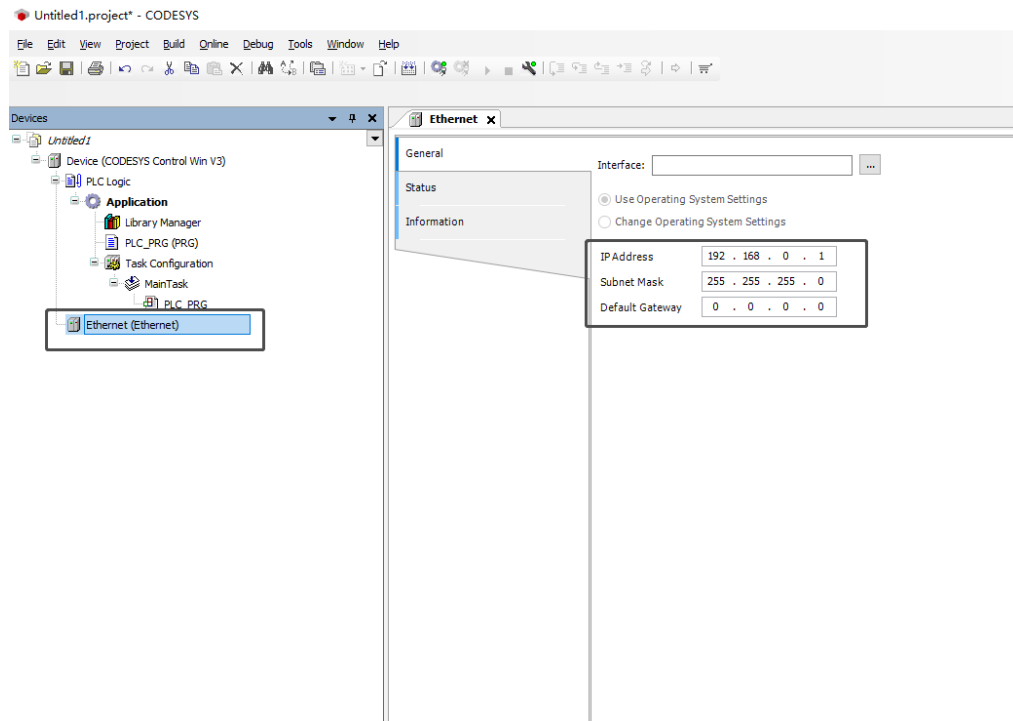 Untitled1.project* - CODESYS
File Edit View Project Build Online Debug Tools Window Help
Devices
Untitled1
Device (CODESYS Control Win V3)
PLC Logic
Application
Library Manager
PLC_PRG (PRG)
Task Configuration
MainTask
PLC_PRG
Ethernet (Ethernet)
Ethernet
General
Status
Information
Interface: ...
Use Operating System Settings
Change Operating System Settings
IP Address 192 . 168 . 0 . 1
Subnet Mask 255 . 255 . 255 . 0
Default Gateway 0 . 0 . 0 . 0